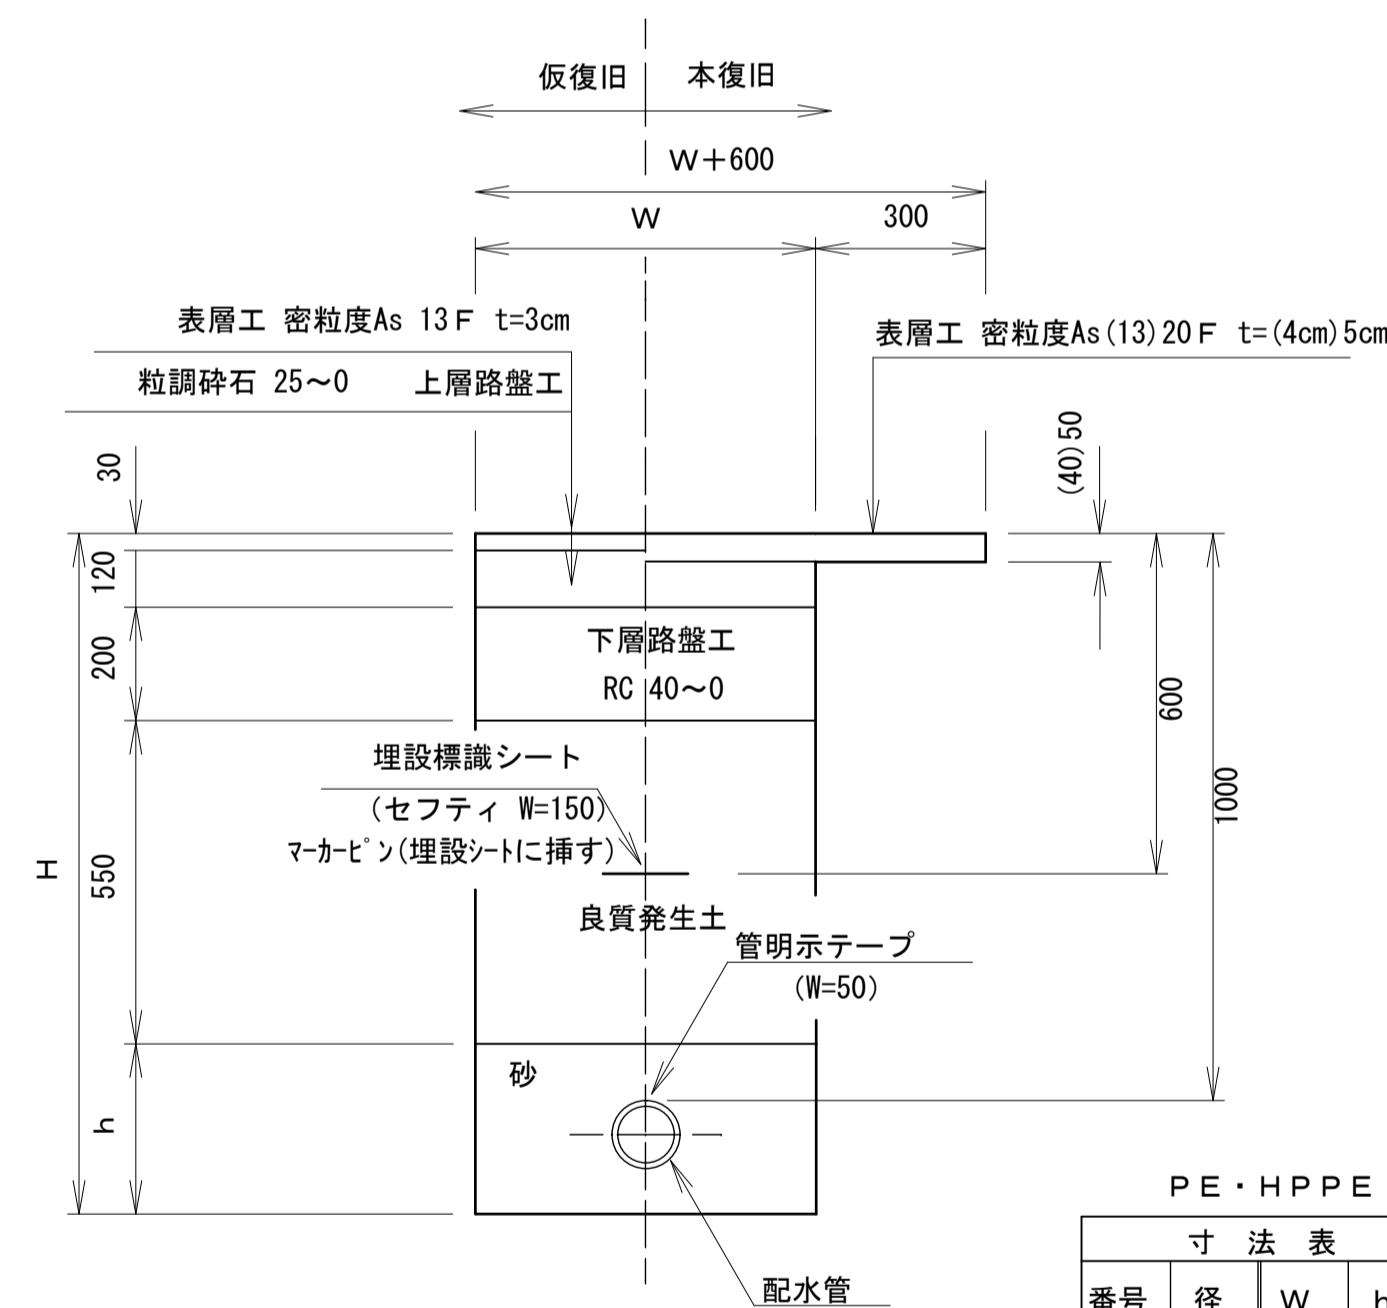 仮復旧 本復旧
W+600
W 300
表層工 密粒度As 13F t=3cm
表層工 密粒度As(13)20F t=(4cm)5cm
粒調砕石 25～0 上層路盤工
(40)50
30
120
200
下層路盤工
RC 40～0
600
埋設標識シート
(セフティ W=150)
マーカーピン(埋設シートに挿す)
1000
H
550
良質発生土
管明示テープ
(W=50)
砂
h
配水管
PE・HPPE
寸法表
番号 径 W h